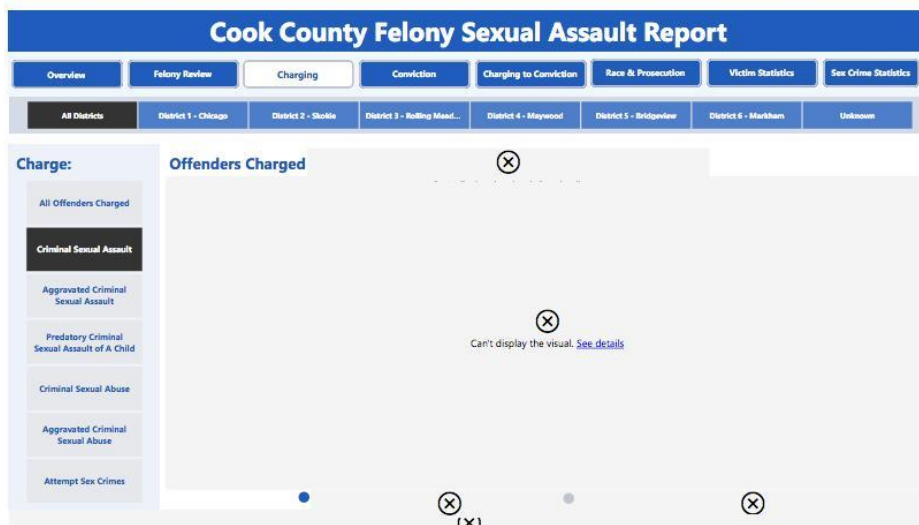 Cook County Felony Sexual Assault Report
Overview
Felony Review
Charging
Conviction
Charging to Conviction
Race & Prosecution
Victim Statistics
Sex Crime Statistics
All Districts
District 1 - Chicago
District 2 - Skokie
District 3 - Rolling Mead...
District 4 - Maywood
District 5 - Bridgeview
District 6 - Markham
Unknown
Charge:
All Offenders Charged
Criminal Sexual Assault
Aggravated Criminal
Sexual Assault
Predatory Criminal
Sexual Assault of A Child
Criminal Sexual Abuse
Aggravated Criminal
Sexual Abuse
Attempt Sex Crimes
Offenders Charged
Can't display the visual. See details